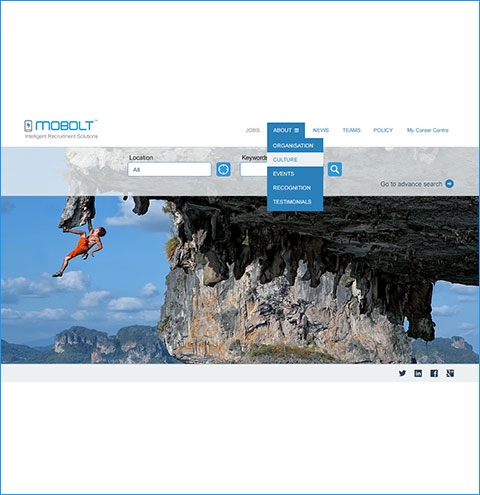 MOBOLT™
Intelligent Recruitment Solutions
JOBS ABOUT NEWS TEAMS POLICY My Career Centre
ORGANISATION
CULTURE
EVENTS
RECOGNITION
TESTIMONIALS
Location
All
Keyword
Go to advance search